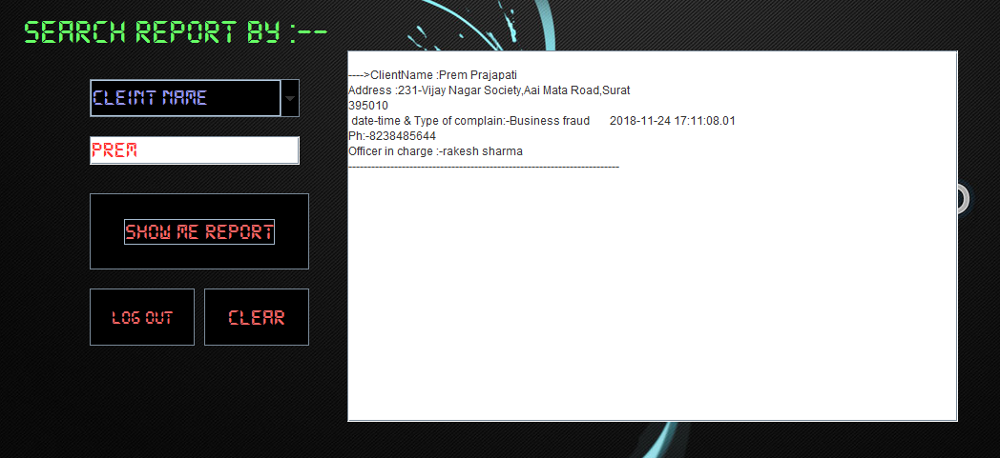 SEARCH REPORT BY :--
CLEINT NAME
PREM
SHOW ME REPORT
LOG OUT
CLEAR
---->ClientName :Prem Prajapati
Address :231-Vijay Nagar Society,Aai Mata Road,Surat
395010
date-time & Type of complain:-Business fraud 2018-11-24 17:11:08.01
Ph:-8238485644
Officer in charge :-rakesh sharma
-----------------------------------------------------------------------